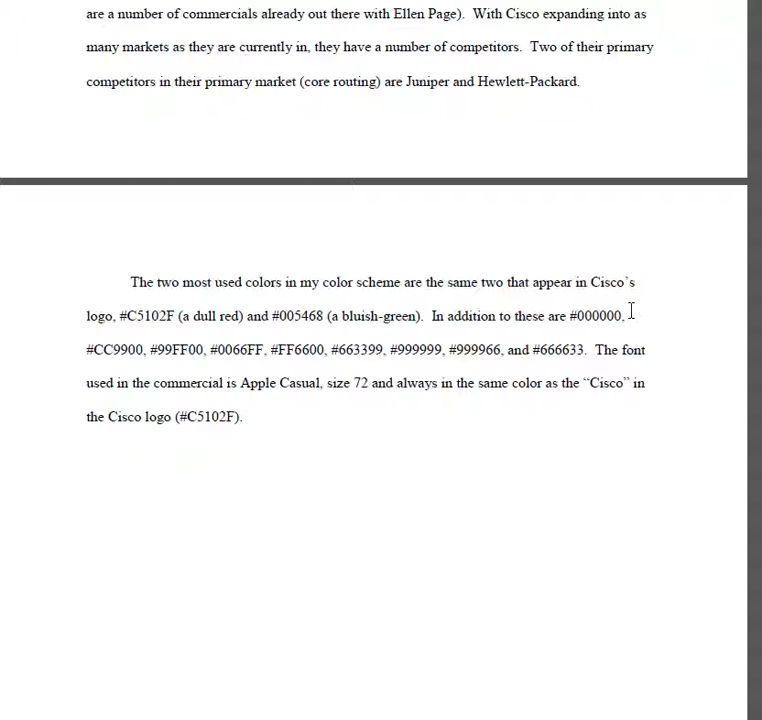 are a number of commercials already out there with Ellen Page).  With Cisco expanding into as
many markets as they are currently in, they have a number of competitors.  Two of their primary
competitors in their primary market (core routing) are Juniper and Hewlett-Packard.
The two most used colors in my color scheme are the same two that appear in Cisco's
logo, #C5102F (a dull red) and #005468 (a bluish-green).  In addition to these are #000000,
#CC9900, #99FF00, #0066FF, #FF6600, #663399, #999999, #999966, and #666633.  The font
used in the commercial is Apple Casual, size 72 and always in the same color as the “Cisco” in
the Cisco logo (#C5102F).